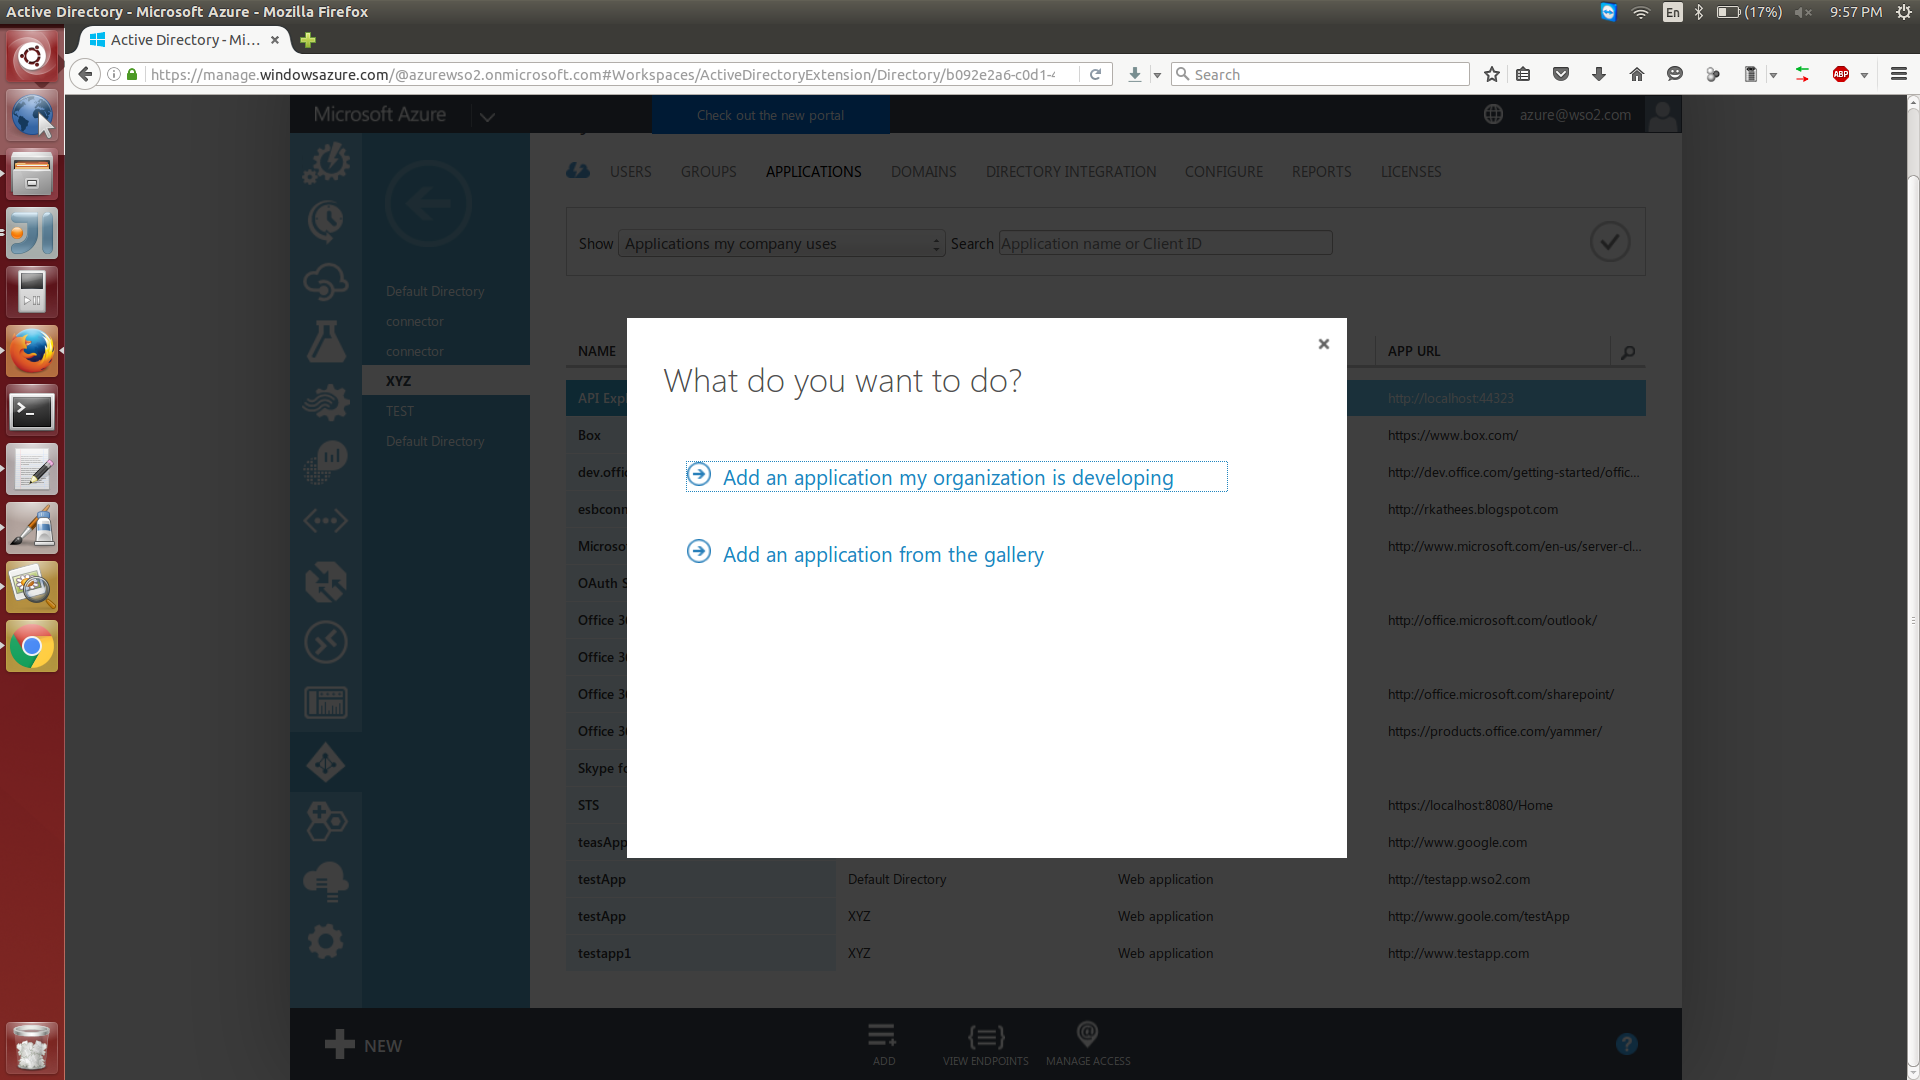 Active Directory - Microsoft Azure - Mozilla Firefox
En
(17%)
9:57 PM
Active Directory - Mi...
https://manage.windowsazure.com/@azurewso2.onmicrosoft.com#Workspaces/ActiveDirectoryExtension/Directory/b092e2a6-c0d1-4
Search
ABP
Microsoft Azure
Check out the new portal
azure@wso2.com
USERS
GROUPS
APPLICATIONS
DOMAINS
DIRECTORY INTEGRATION
CONFIGURE
REPORTS
LICENSES
Show
Applications my company uses
Search
Application name or Client ID
Default Directory
connector
connector
XYZ
TEST
Default Directory
NAME
APP URL
What do you want to do?
Add an application my organization is developing
Add an application from the gallery
API Exp
http://localhost:44323
Box
https://www.box.com/
dev.offi
http://dev.office.com/getting-started/offic...
esbconn
http://rkathees.blogspot.com
Microso
http://www.microsoft.com/en-us/server-cl...
OAuth S
Office 36
http://office.microsoft.com/outlook/
Office 36
Office 36
http://office.microsoft.com/sharepoint/
Office 36
https://products.office.com/yammer/
Skype fo
STS
https://localhost:8080/Home
teasApp
http://www.google.com
testApp
Default Directory
Web application
http://testapp.wso2.com
testApp
XYZ
Web application
http://www.goole.com/testApp
testapp1
XYZ
Web application
http://www.testapp.com
NEW
ADD
VIEW ENDPOINTS
MANAGE ACCESS
?